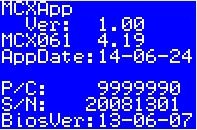 MCXApp
Ver: 1.00
MCX061 4.19
AppDate:14-06-24
P/C: 9999990
S/N: 20081301
BiosVer:13-06-07